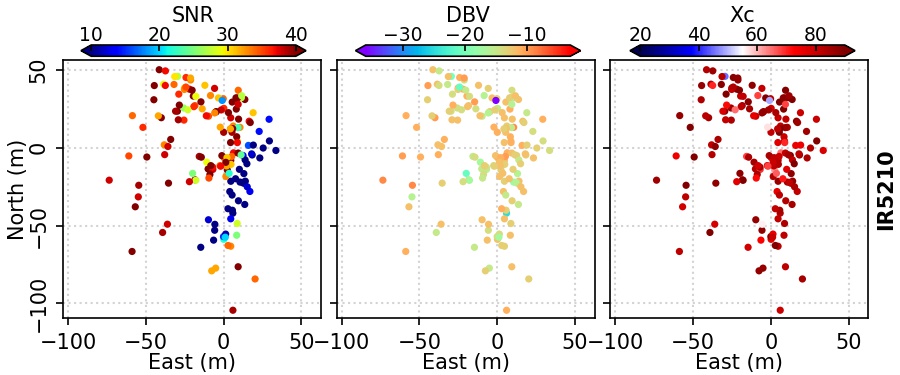 SNR DBV Xc
10 20 30 40 −30 −20 −10 20 40 60 80
50
0
−50
−100
North (m)
IR5210
−100 −50 0 50 −100 −50 0 50 −100 −50 0 50
East (m) East (m) East (m)